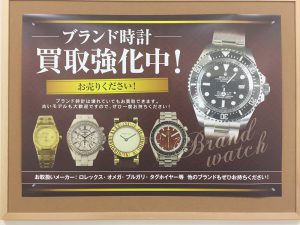 ブランド時計
買取強化中！
お売りください！
ブランド時計は壊れていてもお買取できます。
古いモデルも大歓迎ですので、ぜひ一度お持ちください！
Brand
watch
お取扱いメーカー：ロレックス・オメガ・ブルガリ・タグホイヤー等 他のブランドもぜひお持ちください！